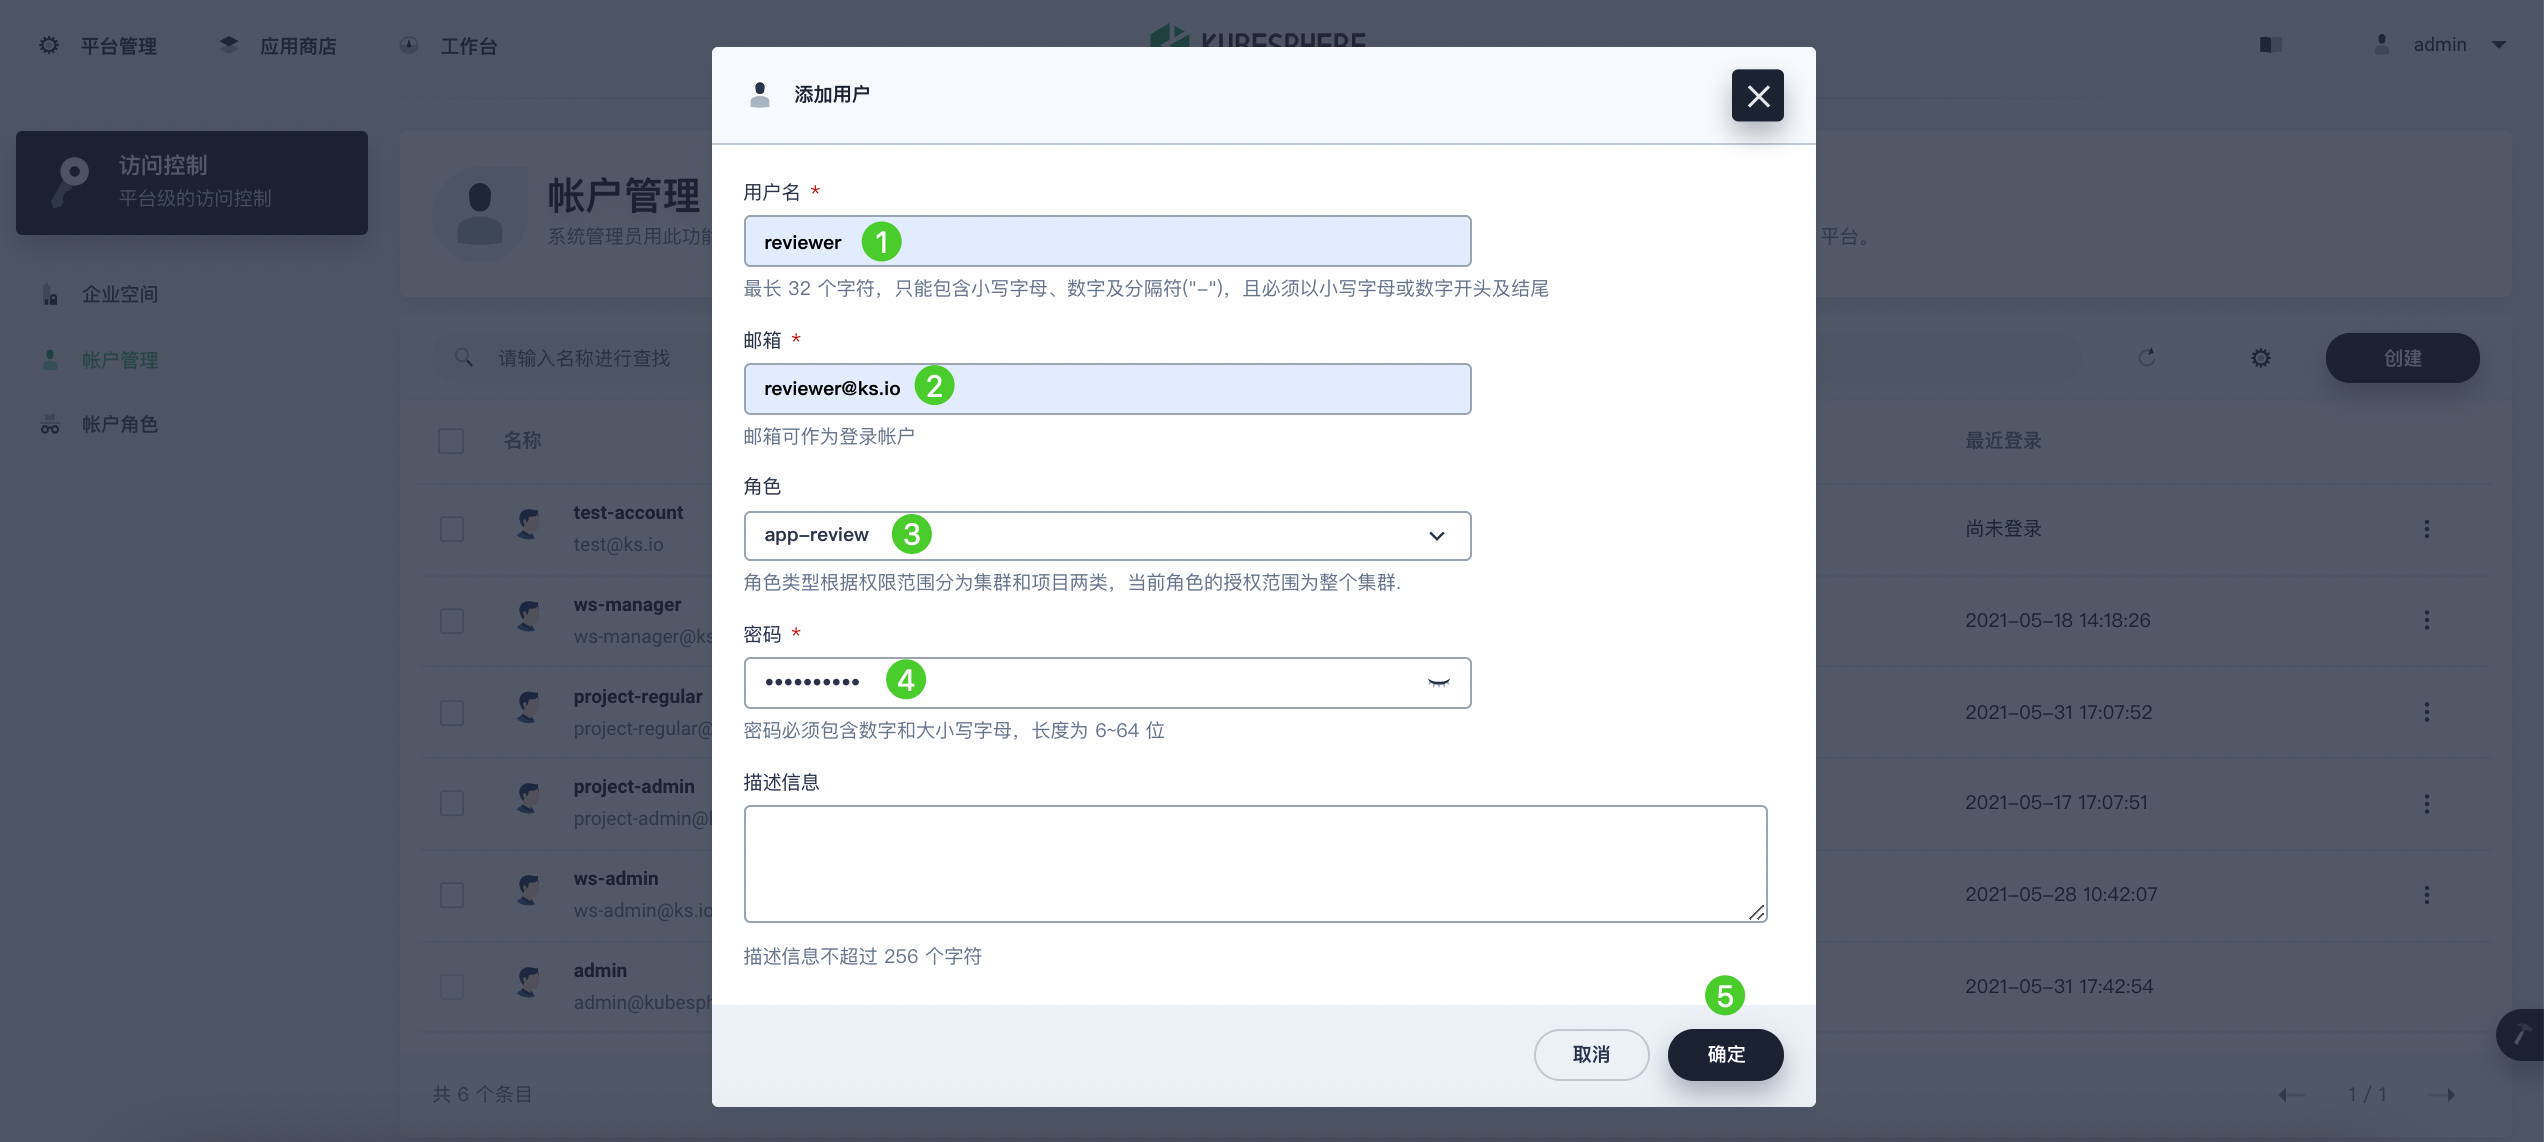 平台管理
应用商店
工作台
KUBESPHERE
admin
访问控制
平台级的访问控制
企业空间
帐户管理
帐户角色
帐户管理
系统管理员用此功能
平台。
请输入名称进行查找
创建
名称
最近登录
test-account
test@ks.io
尚未登录
ws-manager
ws-manager@ks
2021-05-18 14:18:26
project-regular
project-regular@
2021-05-31 17:07:52
project-admin
project-admin@
2021-05-17 17:07:51
ws-admin
ws-admin@ks.io
2021-05-28 10:42:07
admin
admin@kubesph
2021-05-31 17:42:54
共 6 个条目
1 / 1
添加用户
用户名 *
reviewer 1
最长 32 个字符，只能包含小写字母、数字及分隔符("-")，且必须以小写字母或数字开头及结尾
邮箱 *
reviewer@ks.io 2
邮箱可作为登录帐户
角色
app-review 3
角色类型根据权限范围分为集群和项目两类，当前角色的授权范围为整个集群.
密码 *
•••••••••• 4
密码必须包含数字和大小写字母，长度为 6~64 位
描述信息
描述信息不超过 256 个字符
5
取消
确定